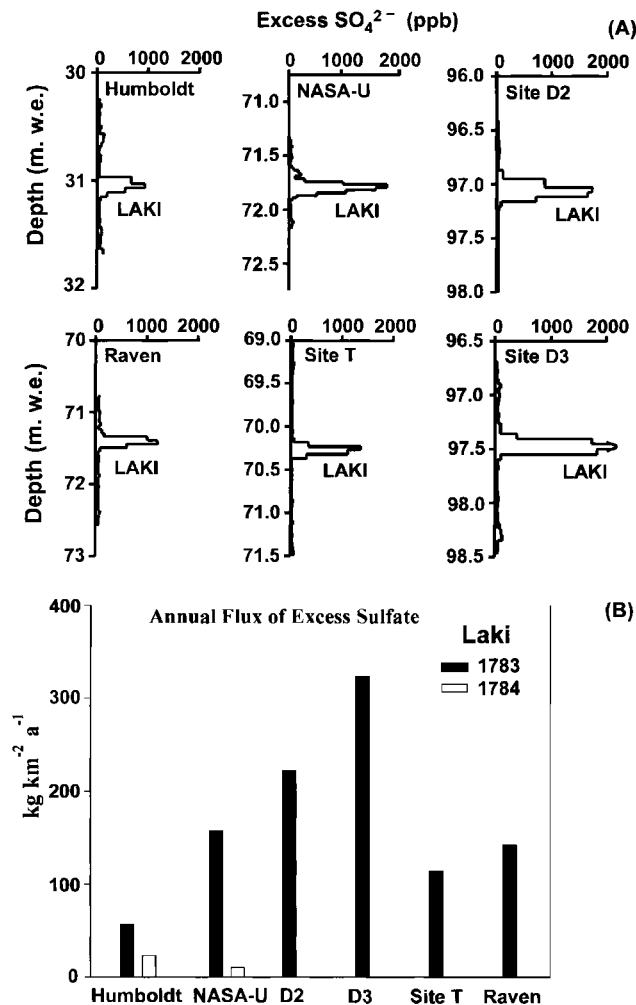 Excess SO₄²⁻ (ppb)
(A)
0 1000 2000
0 1000 2000
0 1000 2000
Humboldt
NASA-U
Site D2
Depth (m. w.e.)
30
31
32
LAKI
71.0
71.5
72.0
72.5
LAKI
96.0
96.5
97.0
97.5
98.0
LAKI
0 1000 2000
0 1000 2000
0 1000 2000
Raven
Site T
Site D3
Depth (m. w.e.)
70
71
72
73
LAKI
69.0
69.5
70.0
70.5
71.0
71.5
LAKI
96.5
97.0
97.5
98.0
98.5
LAKI
(B)
Annual Flux of Excess Sulfate
Laki
1783
1784
kg km⁻² a⁻¹
400
300
200
100
0
Humboldt NASA-U D2 D3 Site T Raven